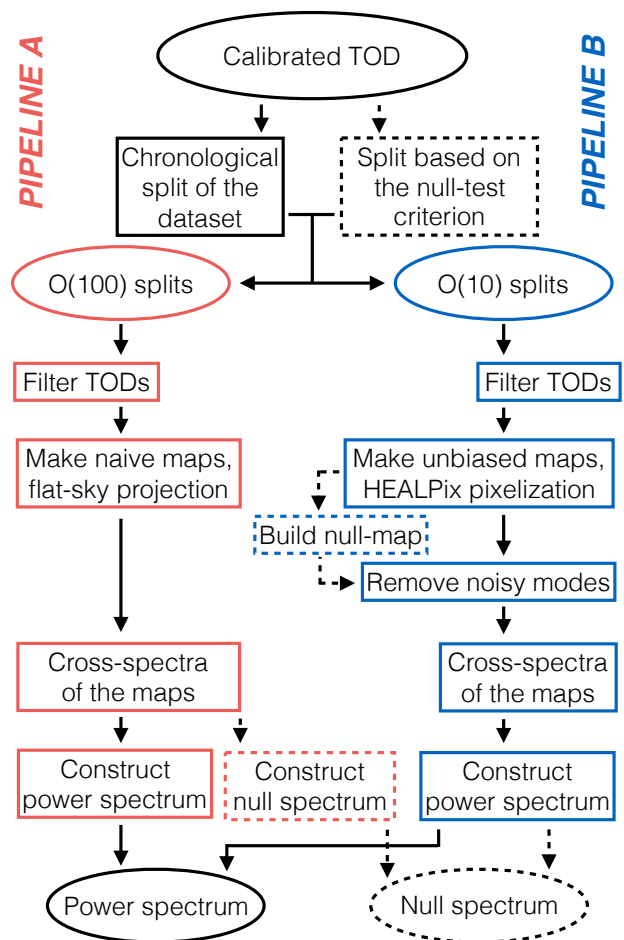 PIPELINE A
PIPELINE B
Calibrated TOD
Chronological
split of the
dataset
Split based on
the null-test
criterion
O(100) splits
O(10) splits
Filter TODs
Filter TODs
Make naive maps,
flat-sky projection
Make unbiased maps,
HEALPix pixelization
Build null-map
Remove noisy modes
Cross-spectra
of the maps
Cross-spectra
of the maps
Construct
power spectrum
Construct
null spectrum
Construct
power spectrum
Power spectrum
Null spectrum